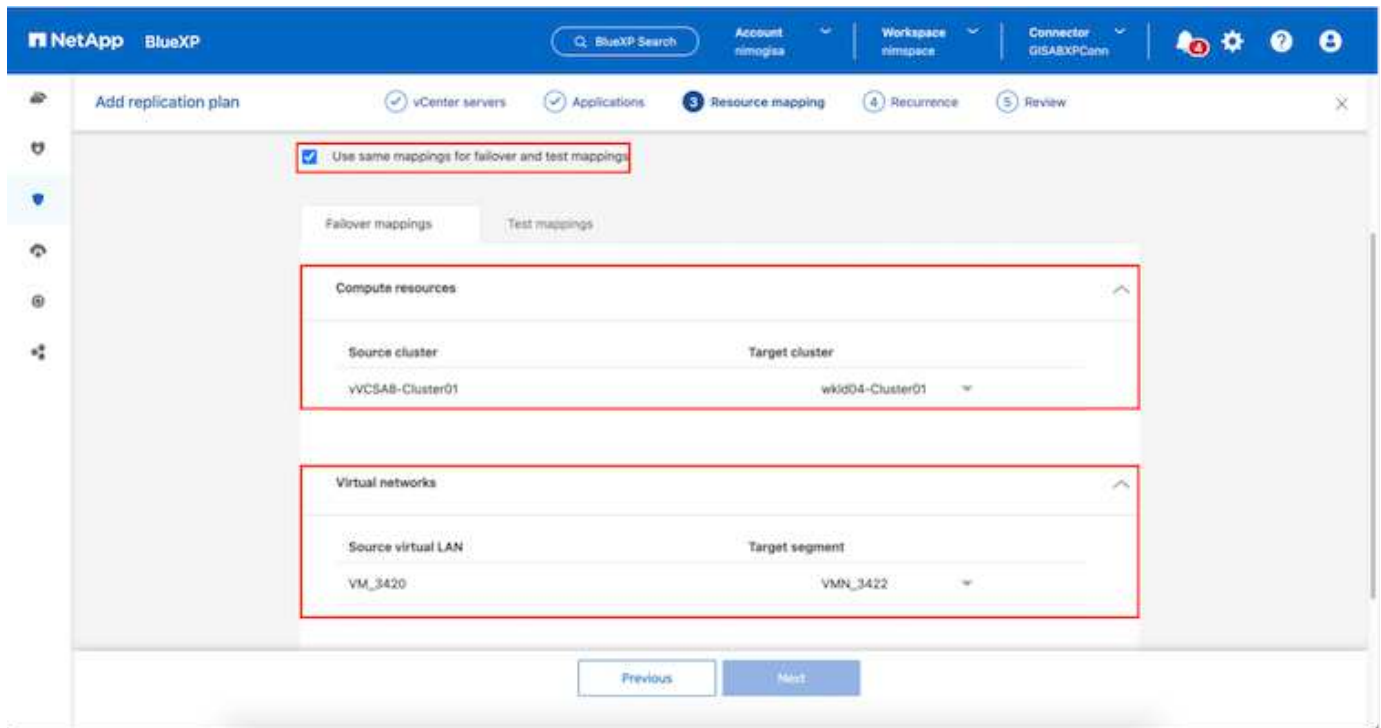 NetApp BlueXP
BlueXP Search
Account
nimogisa
Workspace
nimspace
Connector
GISABXPConn
4
Add replication plan
vCenter servers
Applications
3 Resource mapping
4 Recurrence
5 Review
Use same mappings for failover and test mappings
Failover mappings
Test mappings
Compute resources
Source cluster
Target cluster
vVCSA8-Cluster01
wkld04-Cluster01
Virtual networks
Source virtual LAN
Target segment
VM_3420
VMN_3422
Previous
Next